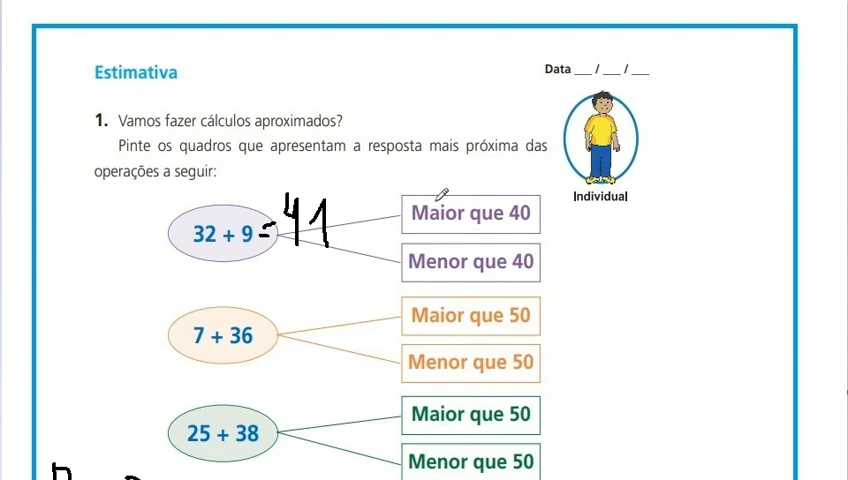 Estimativa
Data ___ / ___ / ___
1. Vamos fazer cálculos aproximados?
Pinte os quadros que apresentam a resposta mais próxima das
operações a seguir:
Individual
32 + 9 = 41
Maior que 40
Menor que 40
7 + 36
Maior que 50
Menor que 50
25 + 38
Maior que 50
Menor que 50